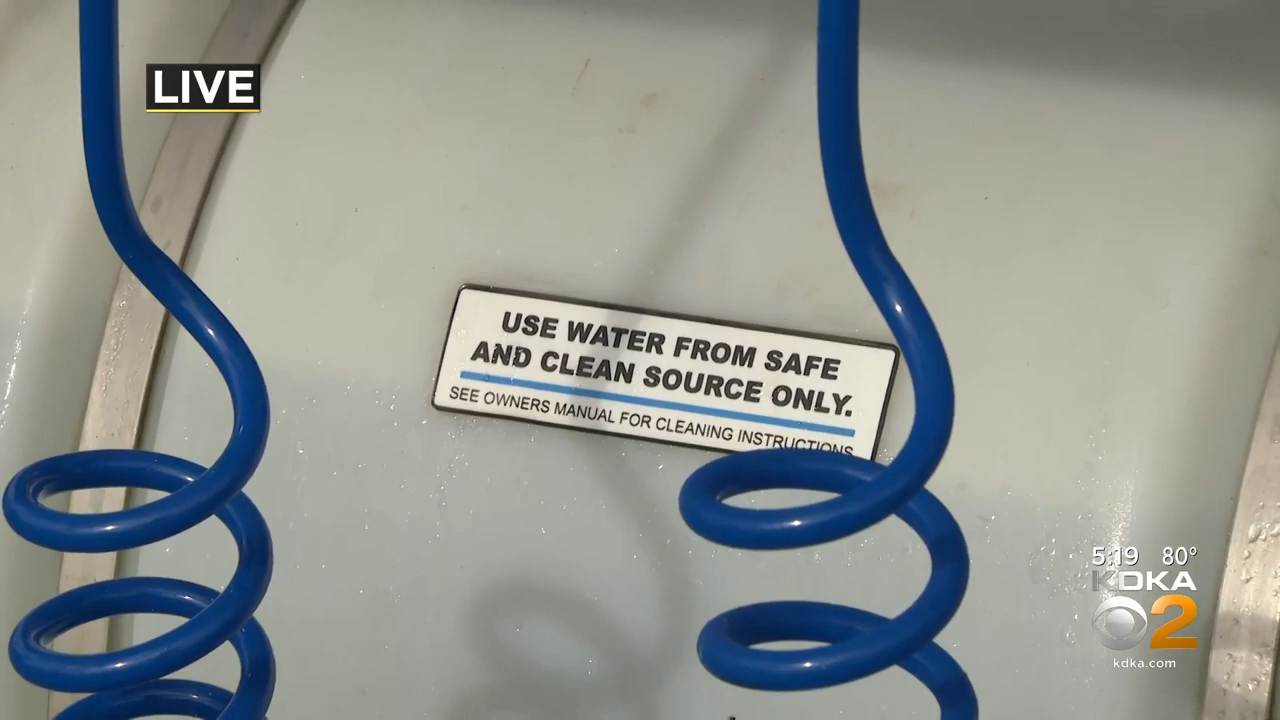 LIVE
USE WATER FROM SAFE
AND CLEAN SOURCE ONLY.
SEE OWNERS MANUAL FOR CLEANING INSTRUCTIONS
5:19 80°
KDKA
2
kdka.com